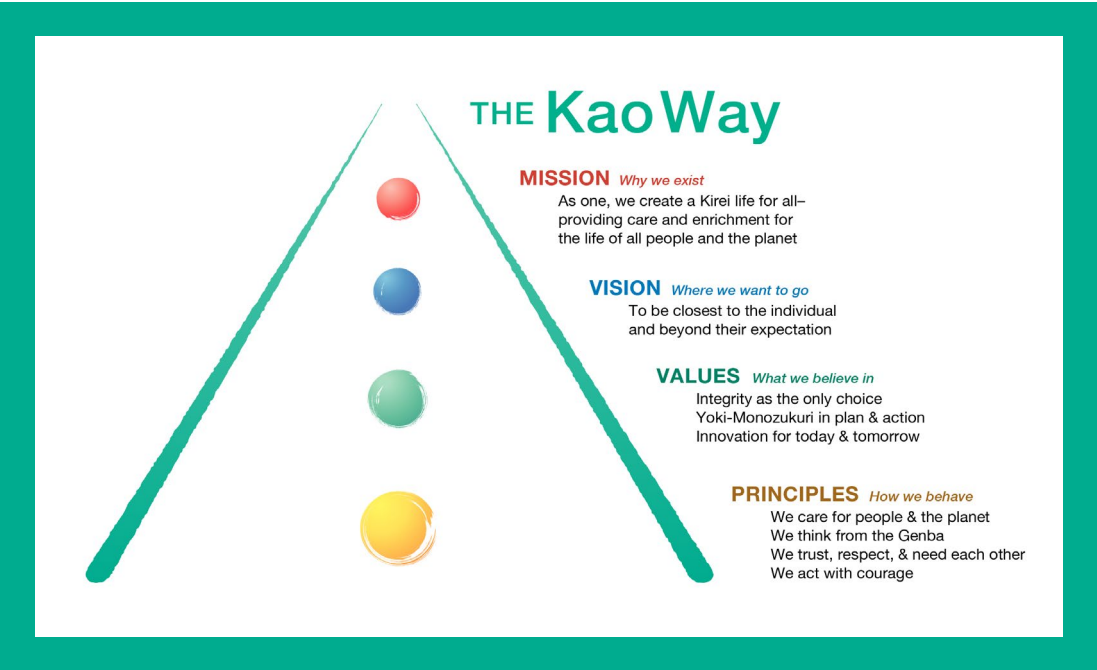 THE Kao Way
MISSION Why we exist
As one, we create a Kirei life for all–
providing care and enrichment for
the life of all people and the planet
VISION Where we want to go
To be closest to the individual
and beyond their expectation
VALUES What we believe in
Integrity as the only choice
Yoki-Monozukuri in plan & action
Innovation for today & tomorrow
PRINCIPLES How we behave
We care for people & the planet
We think from the Genba
We trust, respect, & need each other
We act with courage